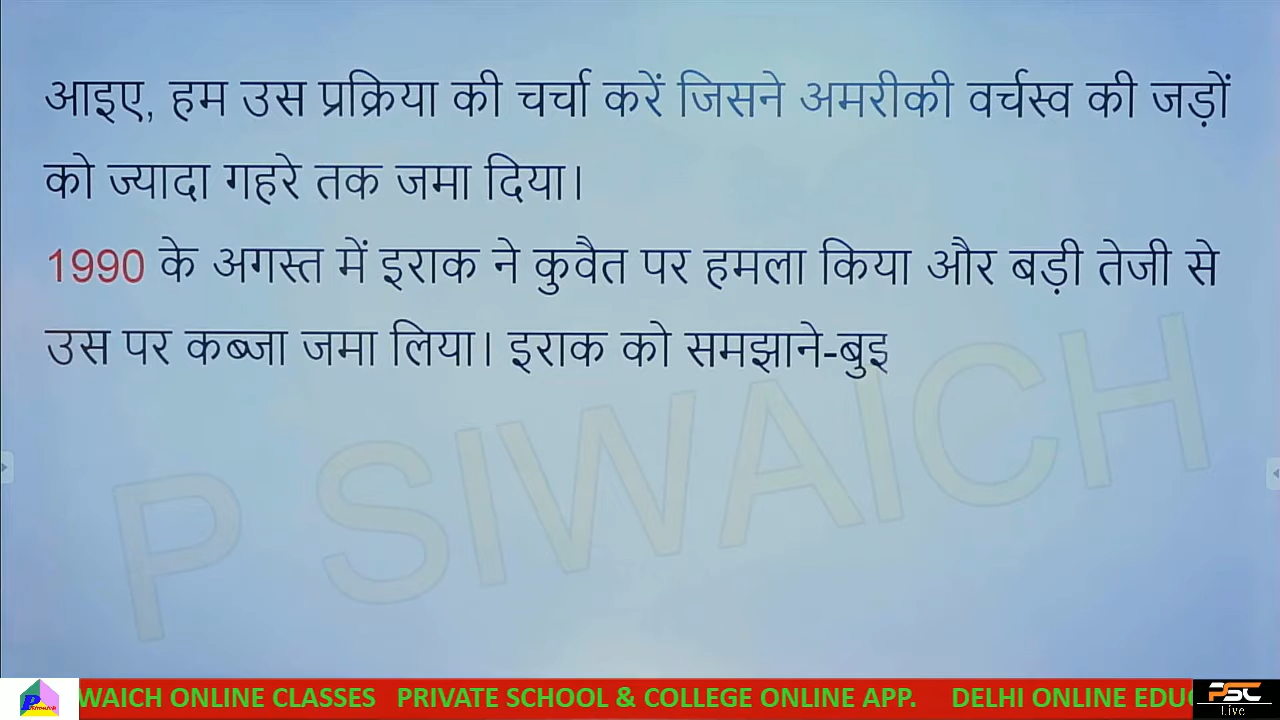 आइए, हम उस प्रक्रिया की चर्चा करें जिसने अमरीकी वर्चस्व की जड़ों
को ज्यादा गहरे तक जमा दिया।
1990 के अगस्त में इराक ने कुवैत पर हमला किया और बड़ी तेजी से
उस पर कब्जा जमा लिया। इराक को समझाने-बुइ
P SIWAICH
WAICH ONLINE CLASSES PRIVATE SCHOOL & COLLEGE ONLINE APP. DELHI ONLINE EDUC
PSC
Live